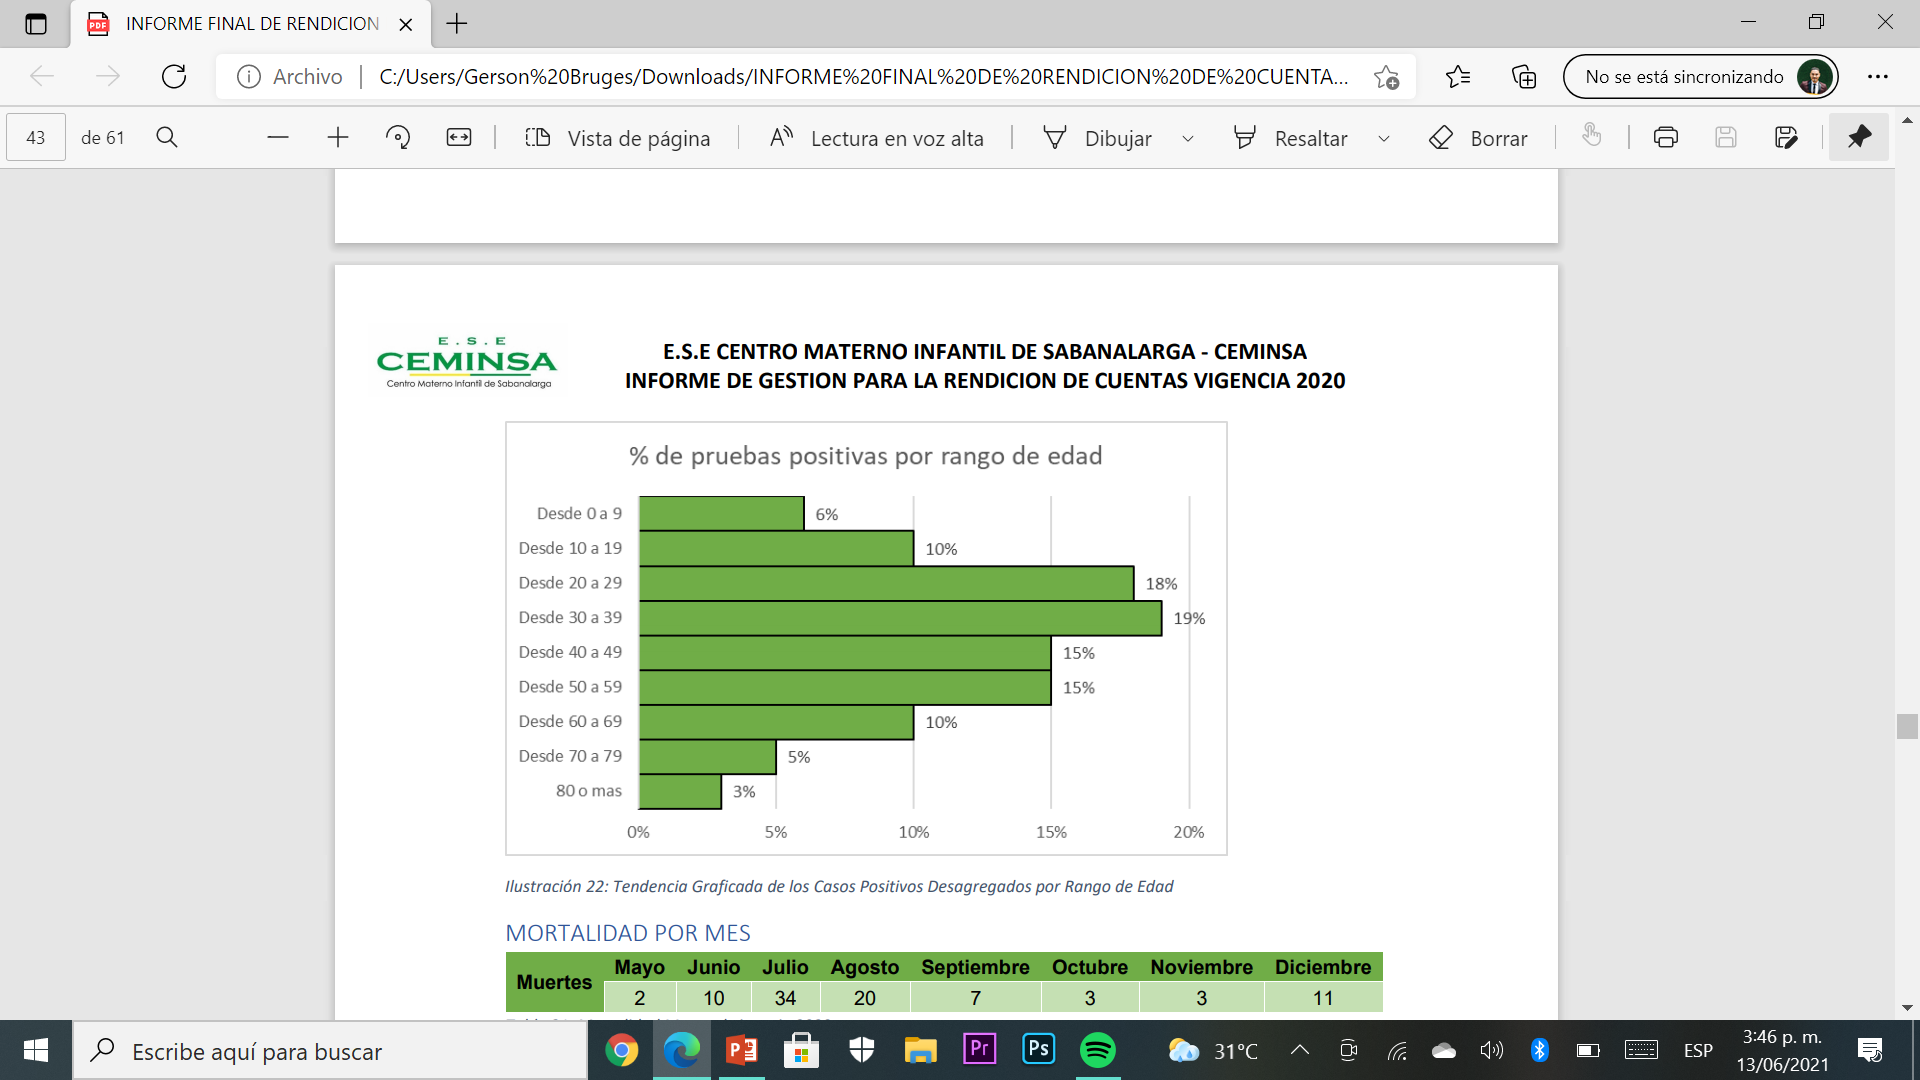 INFORME FINAL DE RENDICION
Archivo
C:/Users/Gerson%20Bruges/Downloads/INFORME%20FINAL%20DE%20RENDICION%20DE%20CUENTA...
No se está sincronizando
43 de 61
Vista de página
Lectura en voz alta
Dibujar
Resaltar
Borrar
E.S.E
CEMINSA
Centro Materno Infantil de Sabanalarga
E.S.E CENTRO MATERNO INFANTIL DE SABANALARGA - CEMINSA
INFORME DE GESTION PARA LA RENDICION DE CUENTAS VIGENCIA 2020
% de pruebas positivas por rango de edad
Desde 0 a 9 6%
Desde 10 a 19 10%
Desde 20 a 29 18%
Desde 30 a 39 19%
Desde 40 a 49 15%
Desde 50 a 59 15%
Desde 60 a 69 10%
Desde 70 a 79 5%
80 o mas 3%
0% 5% 10% 15% 20%
Ilustración 22: Tendencia Graficada de los Casos Positivos Desagregados por Rango de Edad
MORTALIDAD POR MES
Muertes Mayo Junio Julio Agosto Septiembre Octubre Noviembre Diciembre
2 10 34 20 7 3 3 11
Escribe aquí para buscar
Pr
Ps
31°C
ESP
3:46 p. m.
13/06/2021